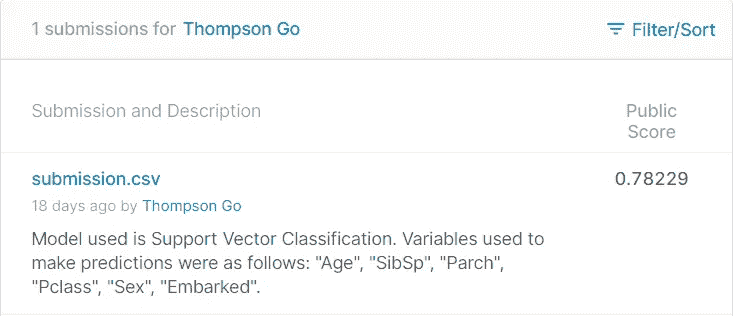 1 submissions for Thompson Go
Filter/Sort
Submission and Description
Public
Score
submission.csv
0.78229
18 days ago by Thompson Go
Model used is Support Vector Classification. Variables used to
make predictions were as follows: "Age", "SibSp", "Parch",
"Pclass", "Sex", "Embarked".